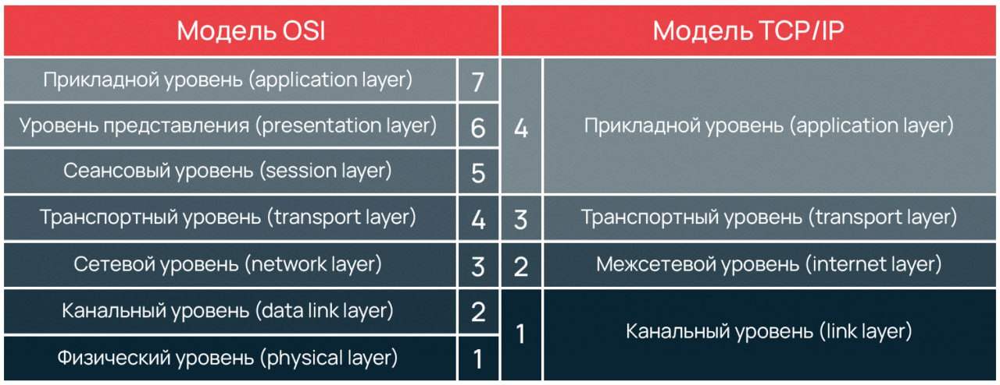 Модель OSI
Модель TCP/IP
Прикладной уровень (application layer)
7
Уровень представления (presentation layer)
6
Сеансовый уровень (session layer)
5
4
Прикладной уровень (application layer)
Транспортный уровень (transport layer)
4
3
Транспортный уровень (transport layer)
Сетевой уровень (network layer)
3
2
Межсетевой уровень (internet layer)
Канальный уровень (data link layer)
2
Физический уровень (physical layer)
1
1
Канальный уровень (link layer)